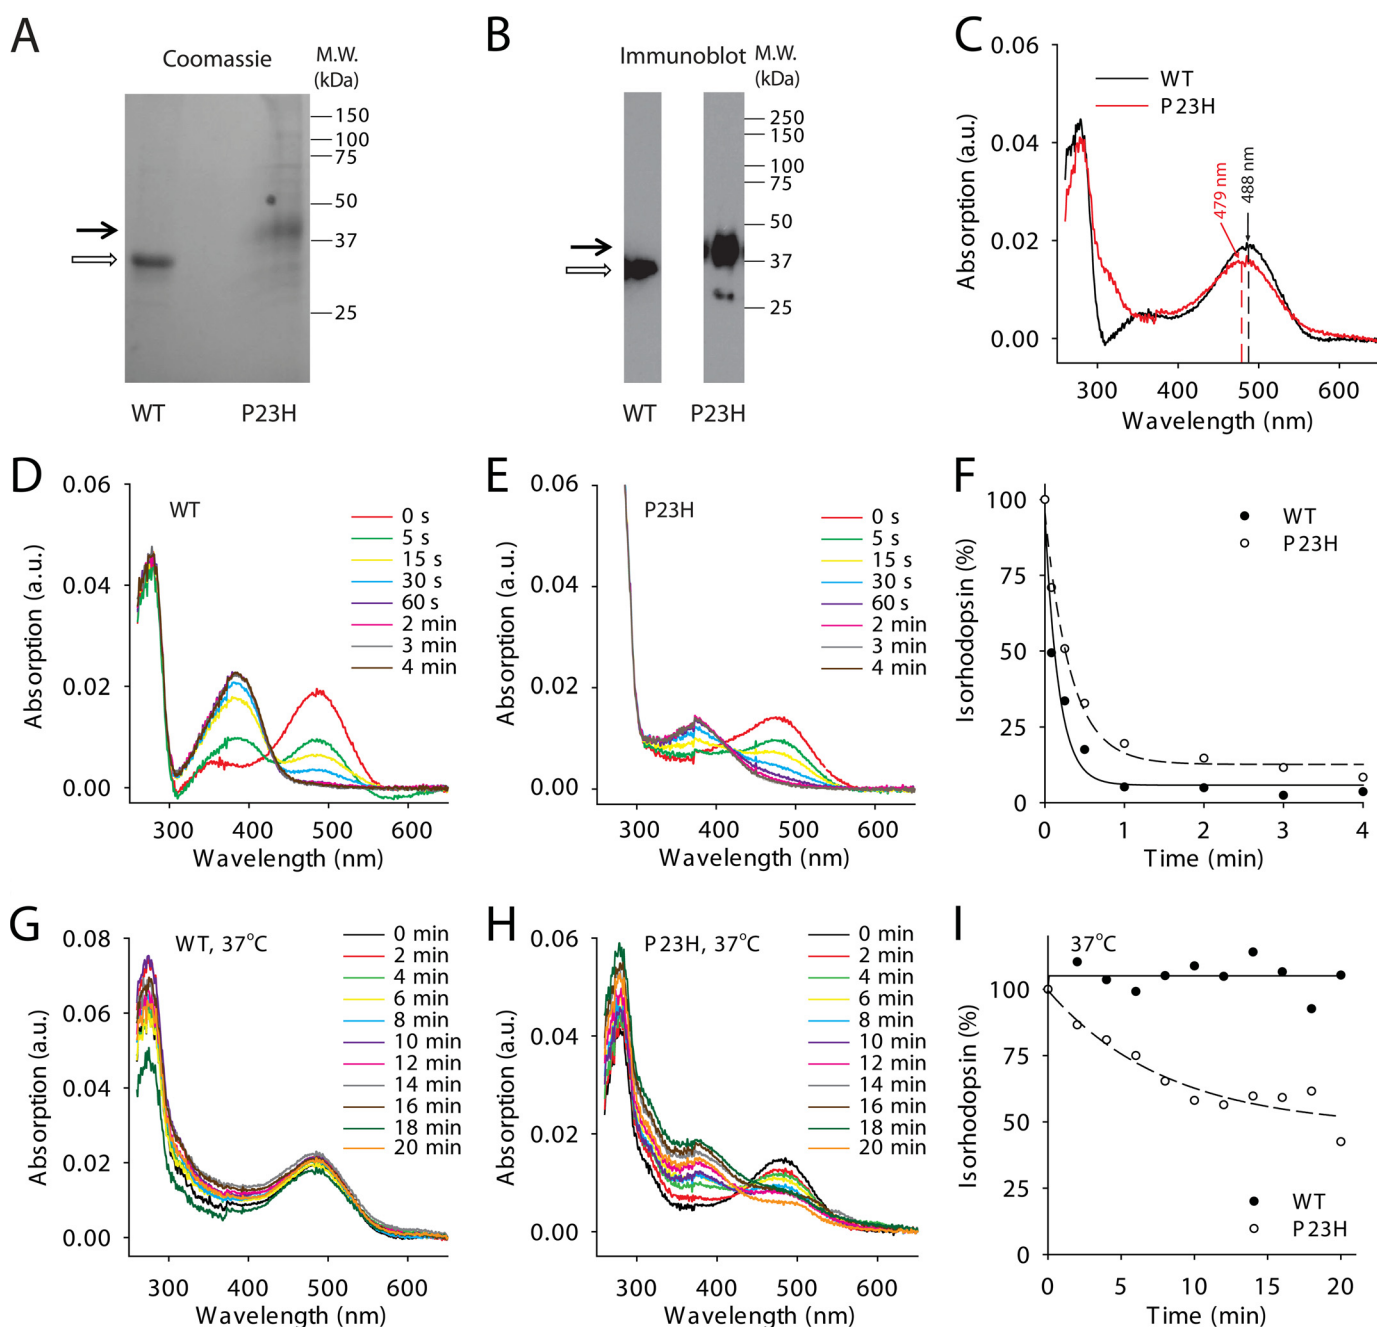 A
Coomassie
M.W.
(kDa)
150
100
75
50
37
25
WT
P23H
B
Immunoblot
M.W.
(kDa)
250
150
100
75
50
37
25
WT
P23H
C
0.06
0.04
0.02
0.00
Absorption (a.u.)
WT
P23H
479 nm
488 nm
300 400 500 600
Wavelength (nm)
D
0.06
0.04
0.02
0.00
Absorption (a.u.)
WT
0 s
5 s
15 s
30 s
60 s
2 min
3 min
4 min
300 400 500 600
Wavelength (nm)
E
0.06
0.04
0.02
0.00
Absorption (a.u.)
P23H
0 s
5 s
15 s
30 s
60 s
2 min
3 min
4 min
300 400 500 600
Wavelength (nm)
F
100
75
50
25
0
Isorhodopsin (%)
WT
P23H
0 1 2 3 4
Time (min)
G
0.08
0.06
0.04
0.02
0.00
Absorption (a.u.)
WT, 37°C
0 min
2 min
4 min
6 min
8 min
10 min
12 min
14 min
16 min
18 min
20 min
300 400 500 600
Wavelength (nm)
H
0.06
0.04
0.02
0.00
Absorption (a.u.)
P23H, 37°C
0 min
2 min
4 min
6 min
8 min
10 min
12 min
14 min
16 min
18 min
20 min
300 400 500 600
Wavelength (nm)
I
37°C
100
75
50
25
0
Isorhodopsin (%)
WT
P23H
0 5 10 15 20
Time (min)